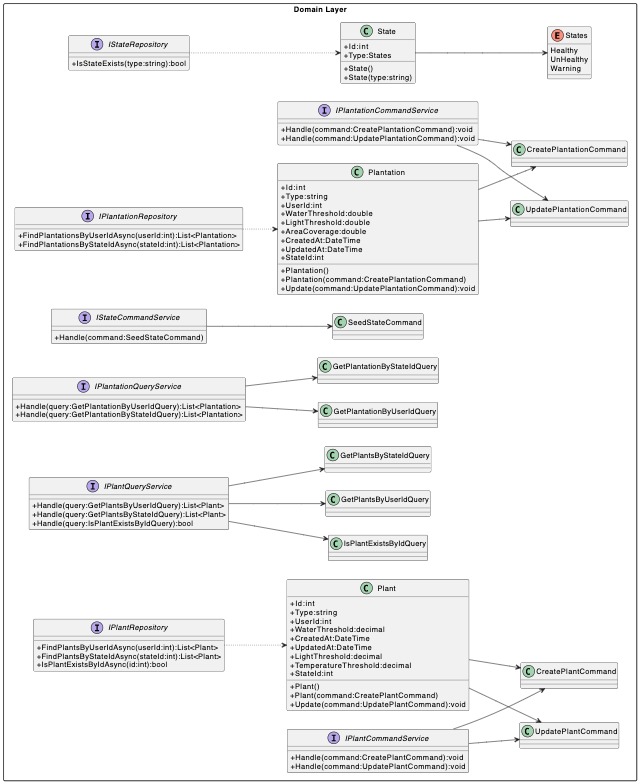 Domain Layer
I IStateRepository
+IsStateExists(type:string):bool
C State
+Id:int
+Type:States
+State()
+State(type:string)
E States
Healthy
UnHealthy
Warning
I IPlantationCommandService
+Handle(command:CreatePlantationCommand):void
+Handle(command:UpdatePlantationCommand):void
C CreatePlantationCommand
C Plantation
+Id:int
+Type:string
+UserId:int
+WaterThreshold:double
+LightThreshold:double
+AreaCoverage:double
+CreatedAt:DateTime
+UpdatedAt:DateTime
+StateId:int
+Plantation()
+Plantation(command:CreatePlantationCommand)
+Update(command:UpdatePlantationCommand):void
C UpdatePlantationCommand
I IPlantationRepository
+FindPlantationsByUserIdAsync(userId:int):List<Plantation>
+FindPlantationsByStateIdAsync(stateId:int):List<Plantation>
I IStateCommandService
+Handle(command:SeedStateCommand)
C SeedStateCommand
I IPlantationQueryService
+Handle(query:GetPlantationByUserIdQuery):List<Plantation>
+Handle(query:GetPlantationByStateIdQuery):List<Plantation>
C GetPlantationByStateIdQuery
C GetPlantationByUserIdQuery
I IPlantQueryService
+Handle(query:GetPlantsByUserIdQuery):List<Plant>
+Handle(query:GetPlantsByStateIdQuery):List<Plant>
+Handle(query:IsPlantExistsByIdQuery):bool
C GetPlantsByStateIdQuery
C GetPlantsByUserIdQuery
C IsPlantExistsByIdQuery
I IPlantRepository
+FindPlantsByUserIdAsync(userId:int):List<Plant>
+FindPlantsByStateIdAsync(stateId:int):List<Plant>
+IsPlantExistsByIdAsync(id:int):bool
C Plant
+Id:int
+Type:string
+UserId:int
+WaterThreshold:decimal
+CreatedAt:DateTime
+UpdatedAt:DateTime
+LightThreshold:decimal
+TemperatureThreshold:decimal
+StateId:int
+Plant()
+Plant(command:CreatePlantCommand)
+Update(command:UpdatePlantCommand):void
C CreatePlantCommand
I IPlantCommandService
+Handle(command:CreatePlantCommand):void
+Handle(command:UpdatePlantCommand):void
C UpdatePlantCommand